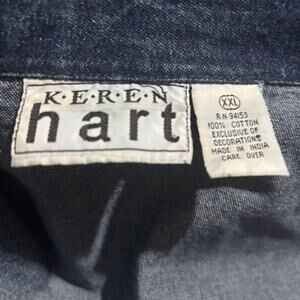 K·E·R·E·N
hart
XXL
R·N·94153
100% COTTON
EXCLUSIVE OF
DECORATIONS
MADE IN INDIA
CARE OVER